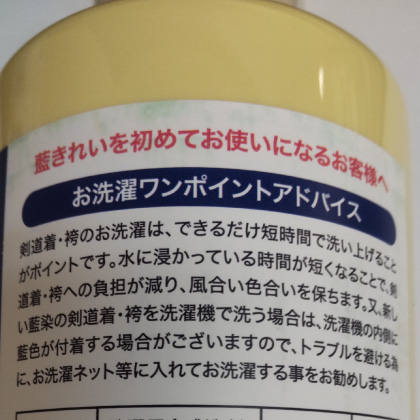 藍きれいを初めてお使いになるお客様へ
お洗濯ワンポイントアドバイス
剣道着・袴のお洗濯は、できるだけ短時間で洗い上げること
がポイントです。水に浸かっている時間が短くなることで、剣
道着・袴への負担が減り、風合い色合いを保ちます。又、新し
い藍染の剣道着・袴を洗濯機で洗う場合は、洗濯機の内側に
藍色が付着する場合がございますので、トラブルを避ける為
に、お洗濯ネット等に入れてお洗濯する事をお勧めします。